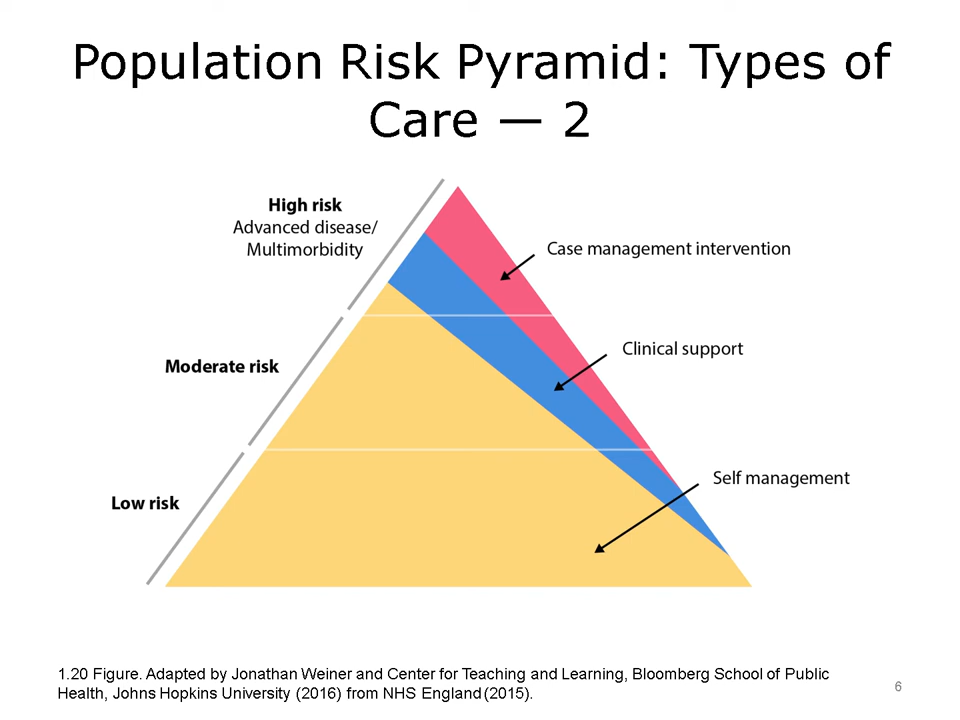 Population Risk Pyramid: Types of
Care — 2
High risk
Advanced disease/
Multimorbidity
Case management intervention
Clinical support
Moderate risk
Self management
Low risk
1.20 Figure. Adapted by Jonathan Weiner and Center for Teaching and Learning, Bloomberg School of Public
Health, Johns Hopkins University (2016) from NHS England (2015).
6